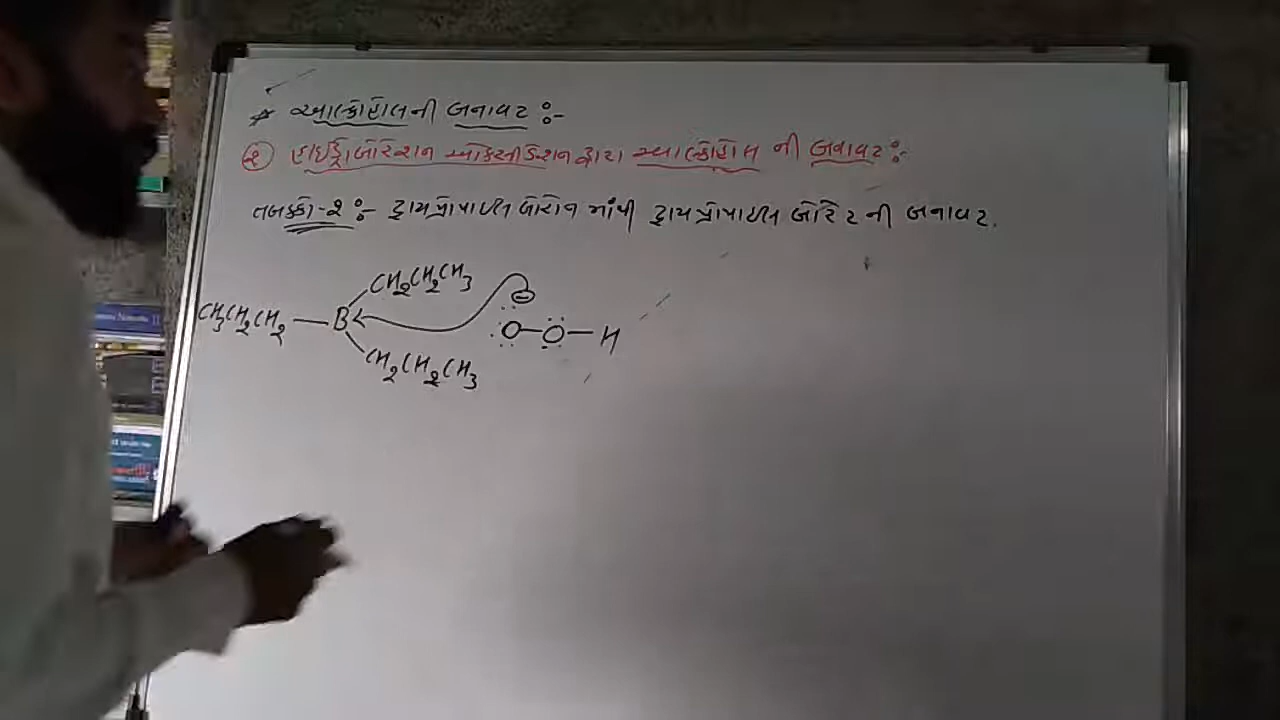 * આલ્કોહોલની બનાવટ :-
૨ હાઇડ્રોબોરેશન ઓક્સિડેશન દ્વારા આલ્કોહોલ ની બનાવટ :-
તબક્કો-૨ :- ટ્રાયપ્રોપાઈલ બોરોન માંથી ટ્રાયપ્રોપાઈલ બોરેટ ની બનાવટ.
CH2CH2CH3
CH3CH2CH2 — B
O — O — H
CH2CH2CH3